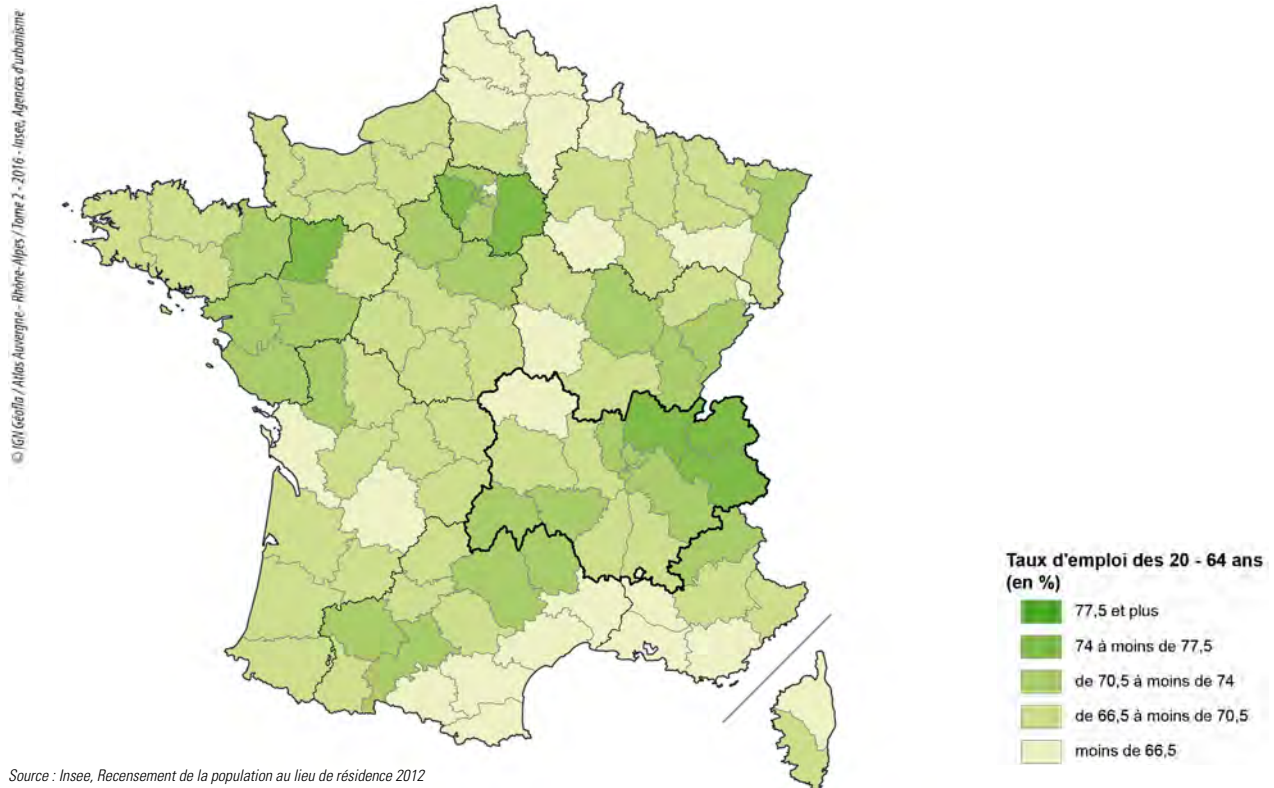 © IGN Géofla / Atlas Auvergne - Rhône-Alpes / Tome 2 - 2016 - Insee, Agences d'urbanisme
Taux d'emploi des 20 - 64 ans
(en %)
77,5 et plus
74 à moins de 77,5
de 70,5 à moins de 74
de 66,5 à moins de 70,5
moins de 66,5
Source : Insee, Recensement de la population au lieu de résidence 2012